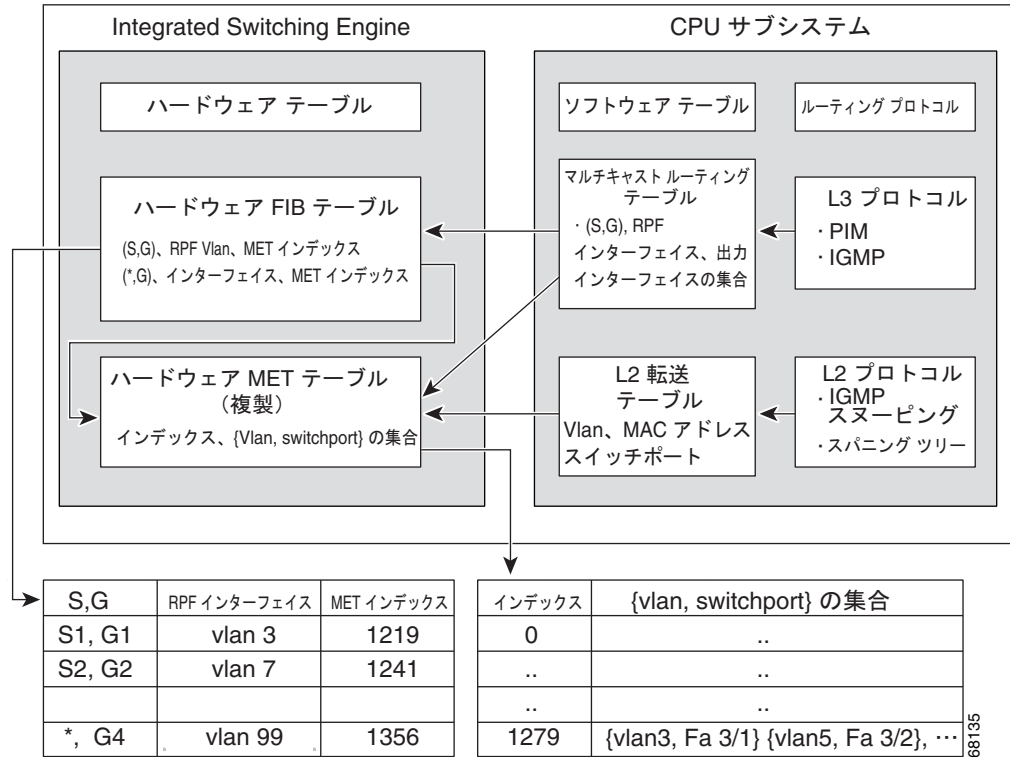 Integrated Switching Engine
CPU サブシステム
ハードウェア テーブル
ソフトウェア テーブル
ルーティング プロトコル
ハードウェア FIB テーブル
(S,G)、RPF Vlan、MET インデックス
(*,G)、インターフェイス、MET インデックス
マルチキャスト ルーティング
テーブル
・(S,G), RPF
インターフェイス、出力
インターフェイスの集合
L3 プロトコル
・PIM
・IGMP
ハードウェア MET テーブル
（複製）
インデックス、{Vlan, switchport} の集合
L2 転送
テーブル
Vlan、MAC アドレス
スイッチポート
L2 プロトコル
・IGMP
スヌーピング
・スパニング ツリー
S,G RPF インターフェイス MET インデックス
S1, G1 vlan 3 1219
S2, G2 vlan 7 1241
*, G4 vlan 99 1356
インデックス {vlan, switchport} の集合
0 ..
.. ..
.. ..
1279 {vlan3, Fa 3/1} {vlan5, Fa 3/2}, …
68135